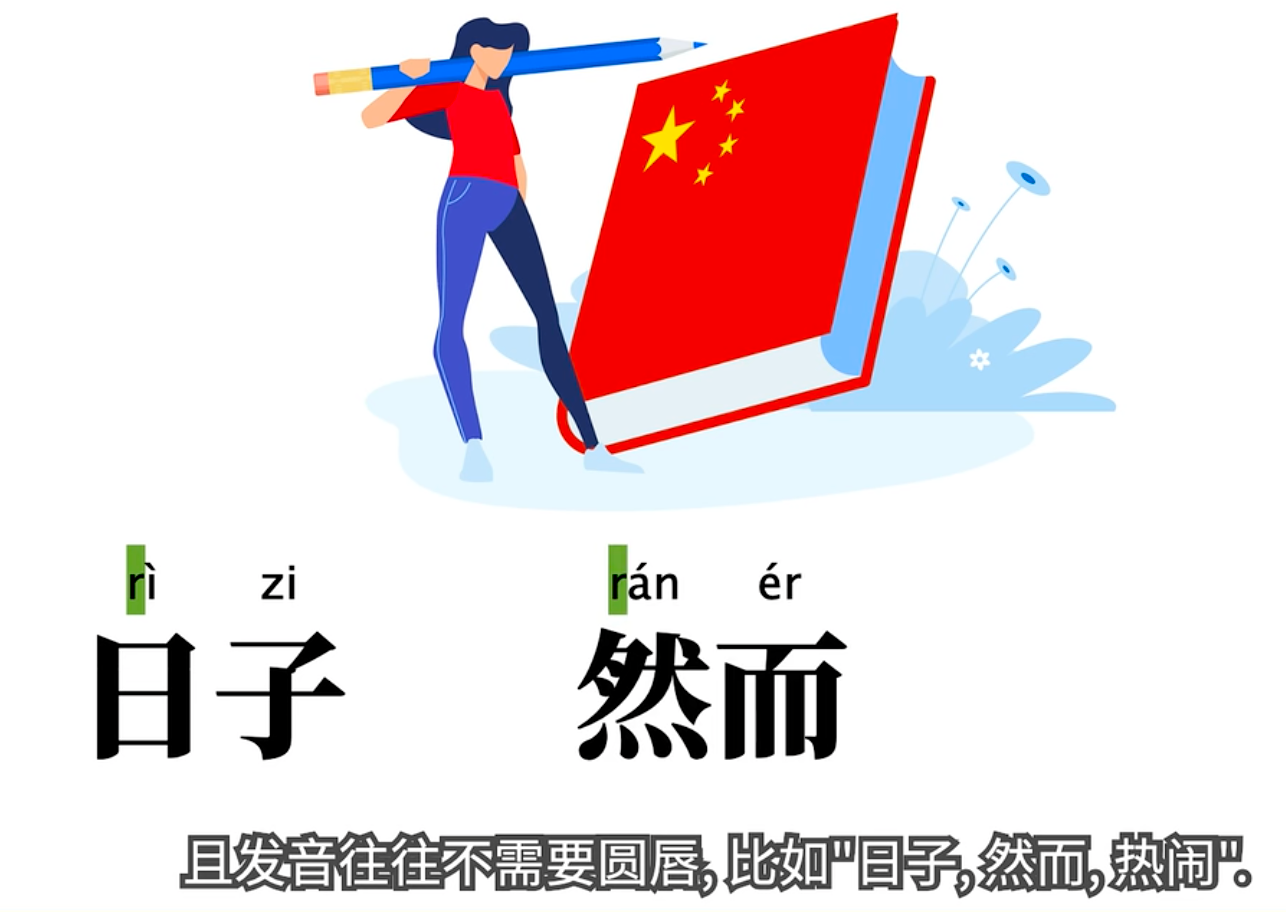 rì zi rán ér
日子 然而
且发音往往不需要圆唇, 比如"日子, 然而, 热闹".